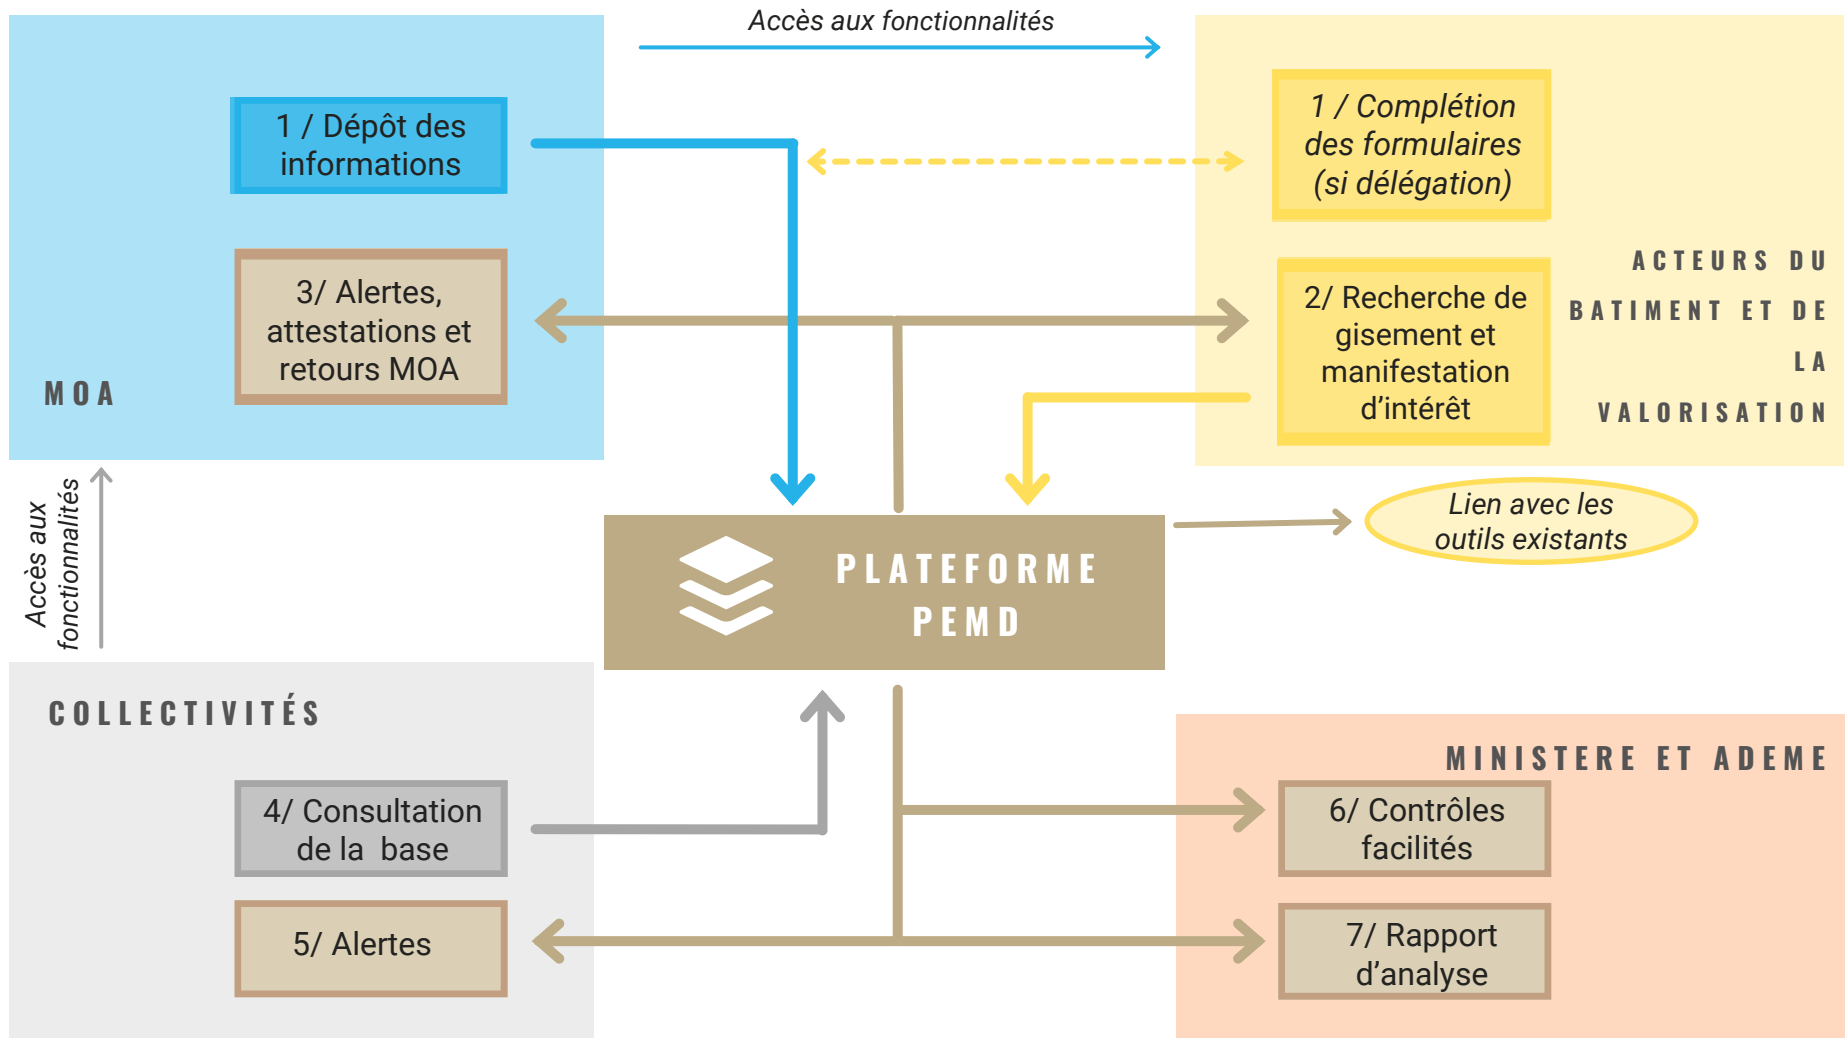 Accès aux fonctionnalités
1 / Dépôt des
informations
3/ Alertes,
attestations et
retours MOA
MOA
1 / Complétion
des formulaires
(si délégation)
2/ Recherche de
gisement et
manifestation
d’intérêt
ACTEURS DU
BATIMENT ET DE
LA
VALORISATION
Accès aux
fonctionnalités
Lien avec les
outils existants
PLATEFORME
PEMD
COLLECTIVITÉS
4/ Consultation
de la  base
5/ Alertes
MINISTERE ET ADEME
6/ Contrôles
facilités
7/ Rapport
d’analyse